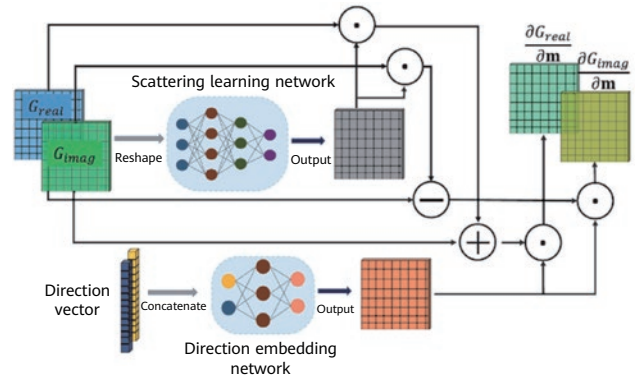 ∂G_real
∂m
∂G_imag
∂m
Scattering learning network
G_real
G_imag
Reshape
Output
Direction
vector
Concatenate
Output
Direction embedding
network